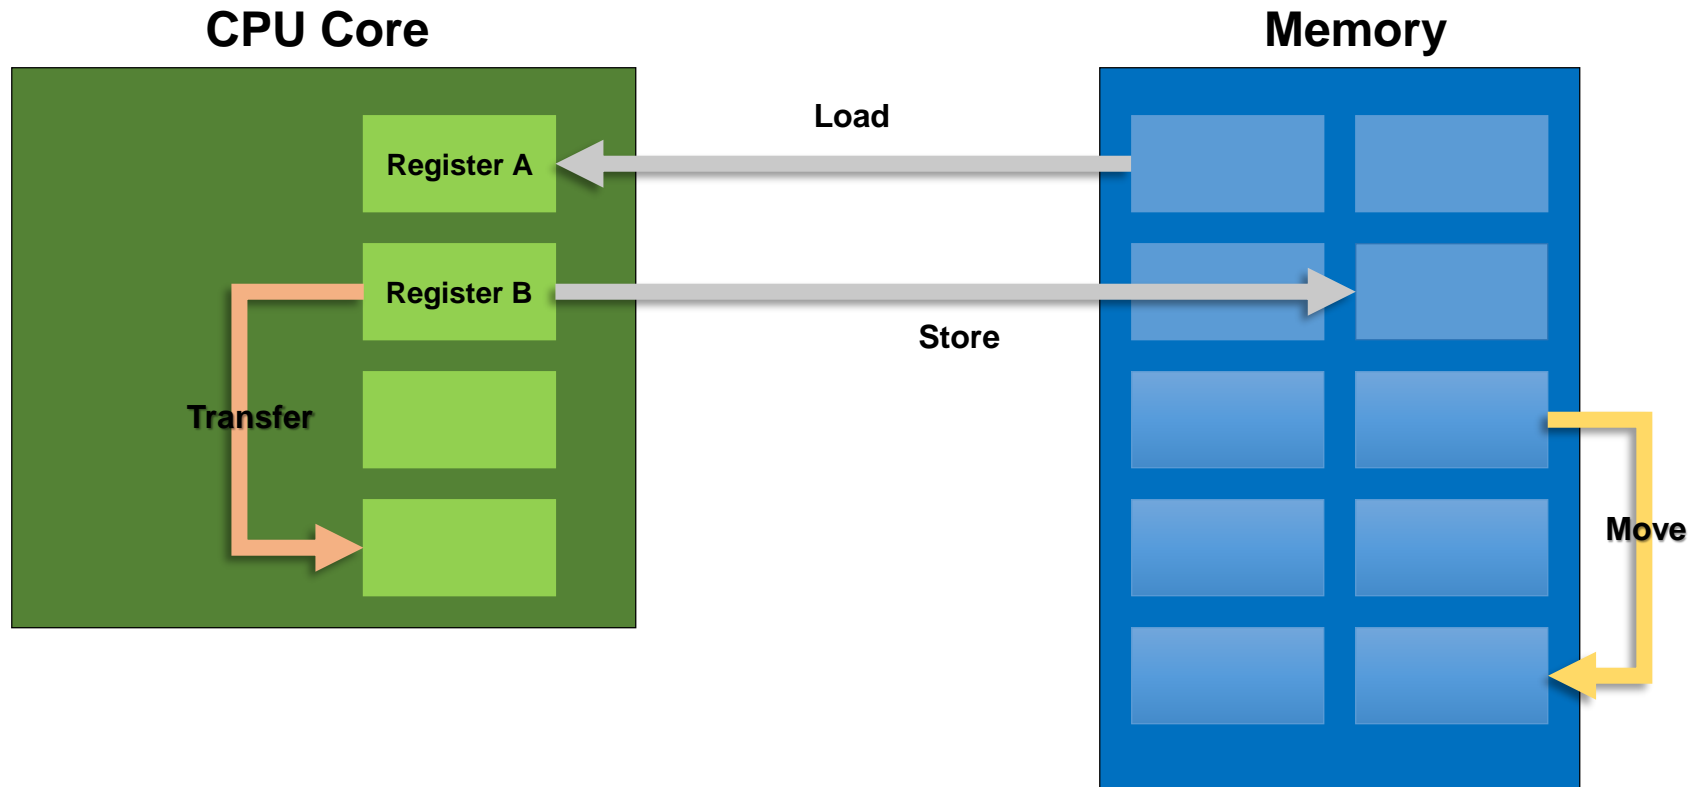 CPU Core
Memory
Load
Register A
Register B
Store
Transfer
Move